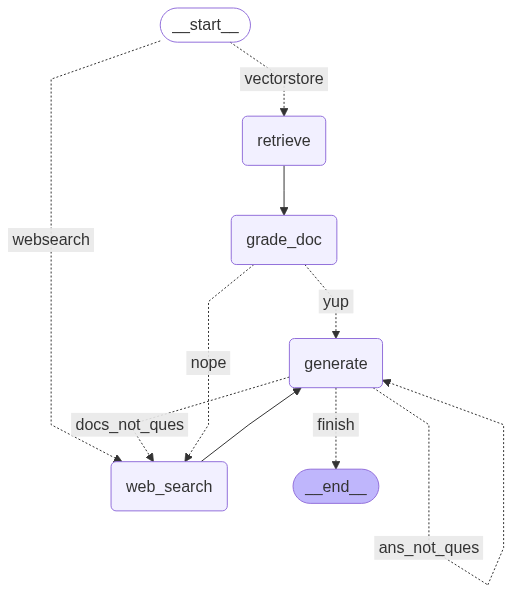 __start__
vectorstore
retrieve
grade_doc
websearch
yup
nope
generate
docs_not_ques
finish
web_search
__end__
ans_not_ques